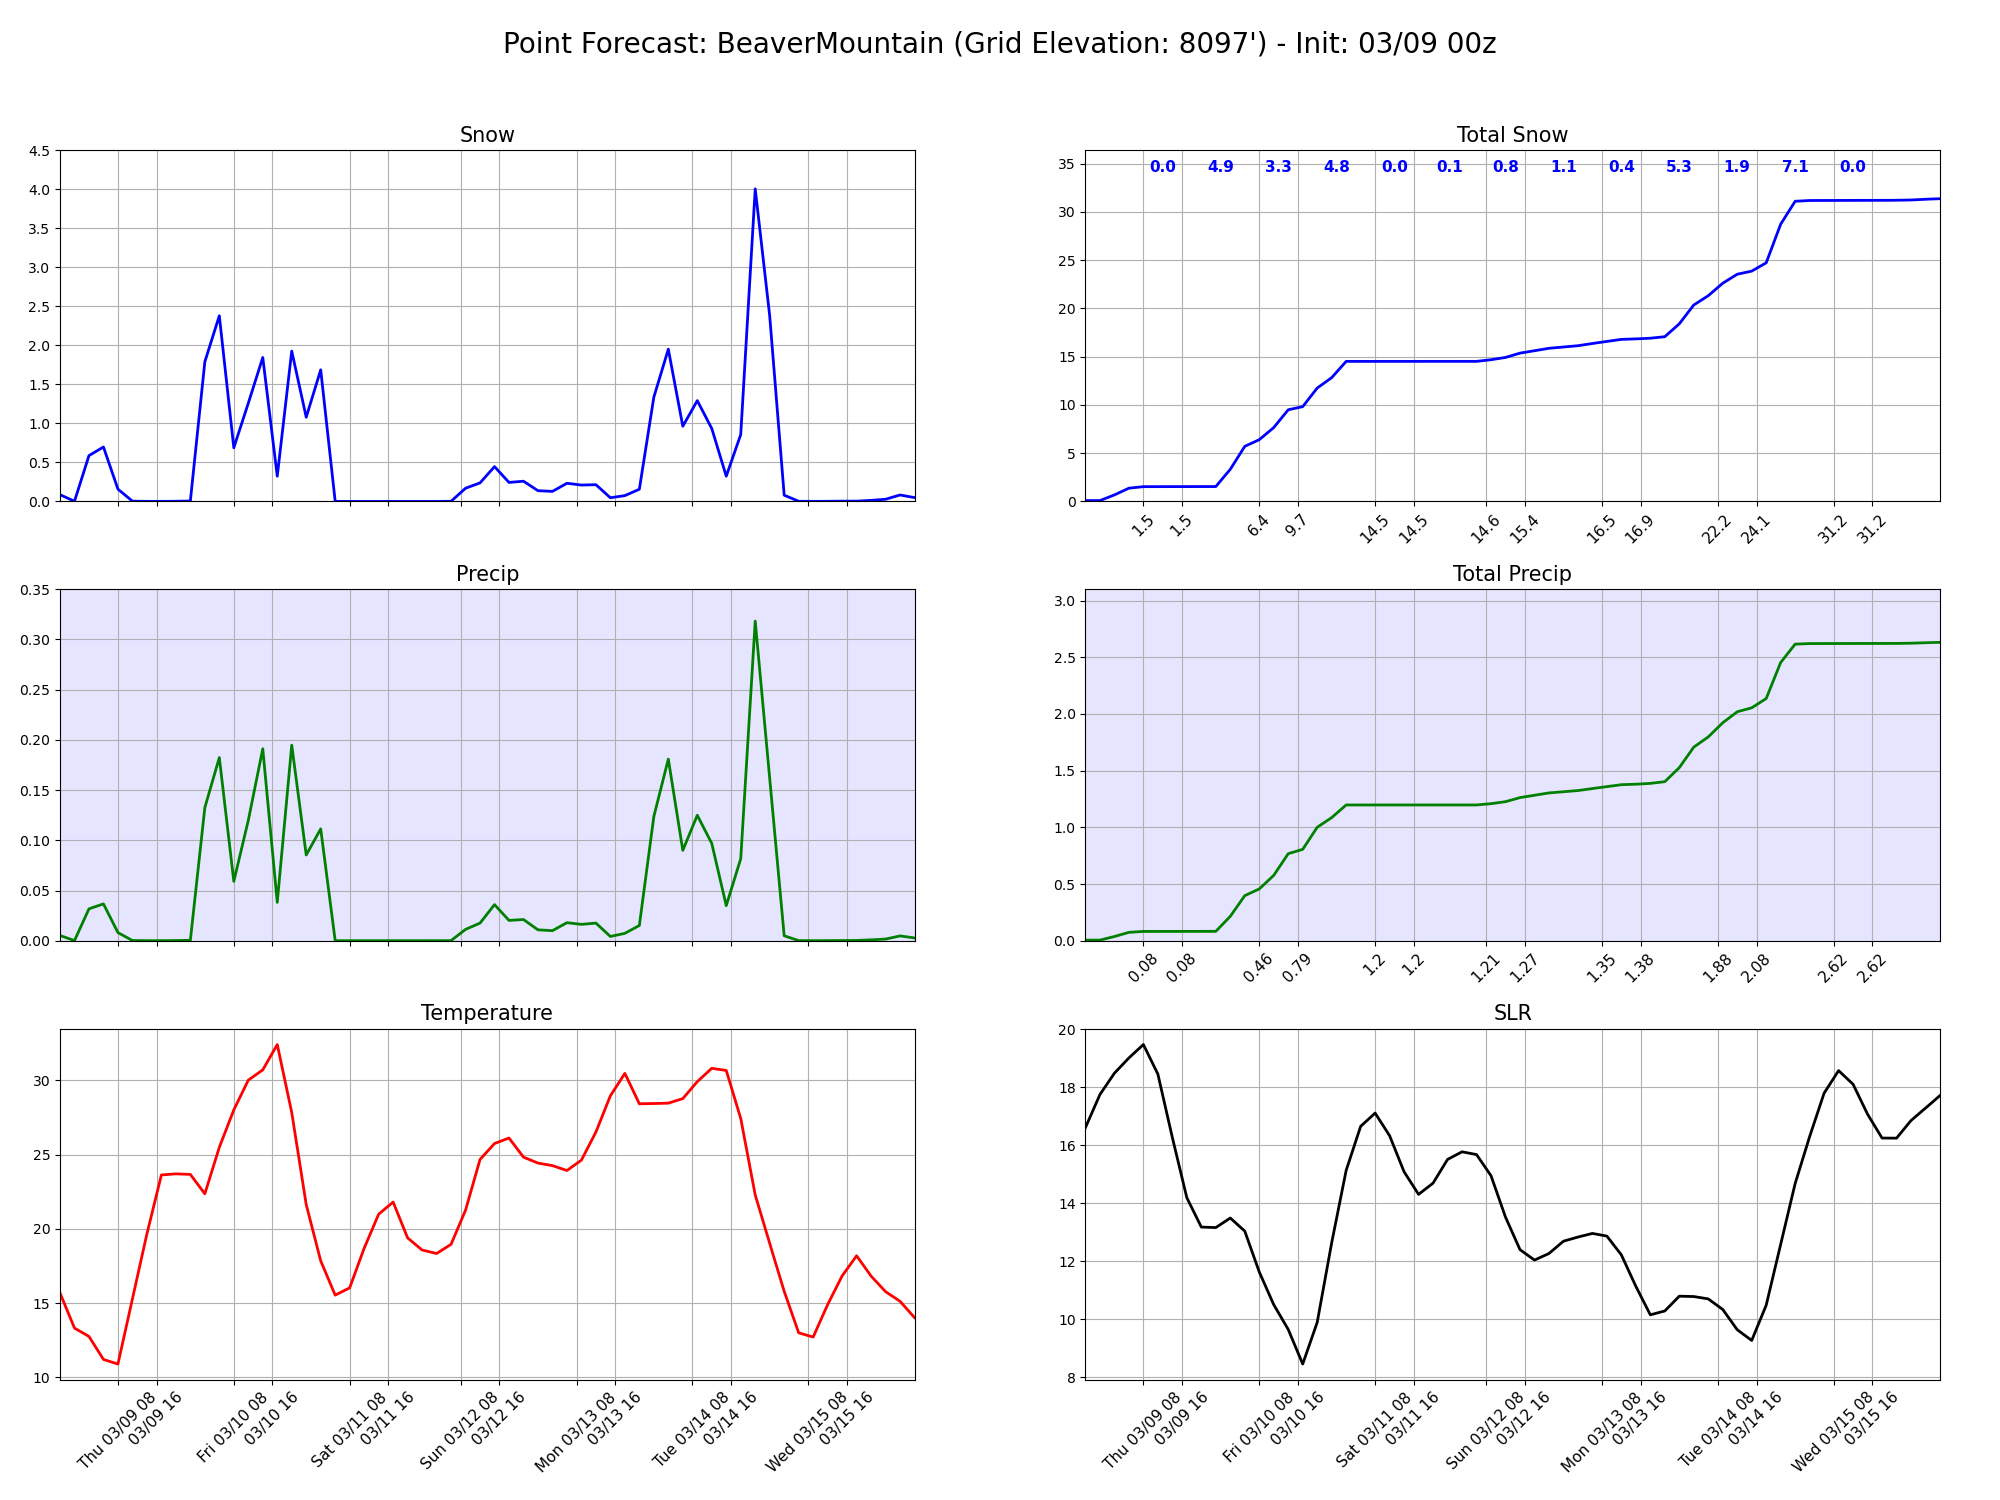 Point Forecast: BeaverMountain (Grid Elevation: 8097') - Init: 03/09 00z
Snow
4.5
4.0
3.5
3.0
2.5
2.0
1.5
1.0
0.5
0.0
Total Snow
35
30
25
20
15
10
5
0
0.0 4.9 3.3 4.8 0.0 0.1 0.8 1.1 0.4 5.3 1.9 7.1 0.0
1.5 1.5 6.4 9.7 14.5 14.5 14.6 15.4 16.5 16.9 22.2 24.1 31.2 31.2
Precip
0.35
0.30
0.25
0.20
0.15
0.10
0.05
0.00
Total Precip
3.0
2.5
2.0
1.5
1.0
0.5
0.0
0.08 0.08 0.46 0.79 1.2 1.2 1.21 1.27 1.35 1.38 1.88 2.08 2.62 2.62
Temperature
30
25
20
15
10
Thu 03/09 08
03/09 16
Fri 03/10 08
03/10 16
Sat 03/11 08
03/11 16
Sun 03/12 08
03/12 16
Mon 03/13 08
03/13 16
Tue 03/14 08
03/14 16
Wed 03/15 08
03/15 16
SLR
20
18
16
14
12
10
8
Thu 03/09 08
03/09 16
Fri 03/10 08
03/10 16
Sat 03/11 08
03/11 16
Sun 03/12 08
03/12 16
Mon 03/13 08
03/13 16
Tue 03/14 08
03/14 16
Wed 03/15 08
03/15 16